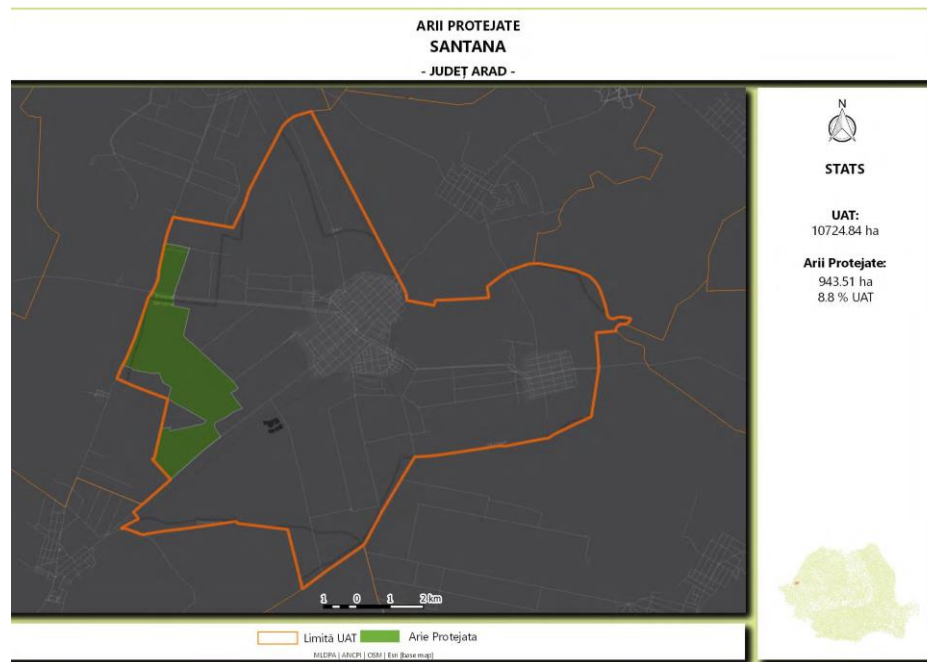 ARII PROTEJATE
SANTANA
- JUDEȚ ARAD -
N
STATS
UAT:
10724.84 ha
Arii Protejate:
943.51 ha
8.8 % UAT
1 0 1 2 km
Limită UAT
Arie Protejata
MLDPA | ANCPI | OSM | Esri (base map)